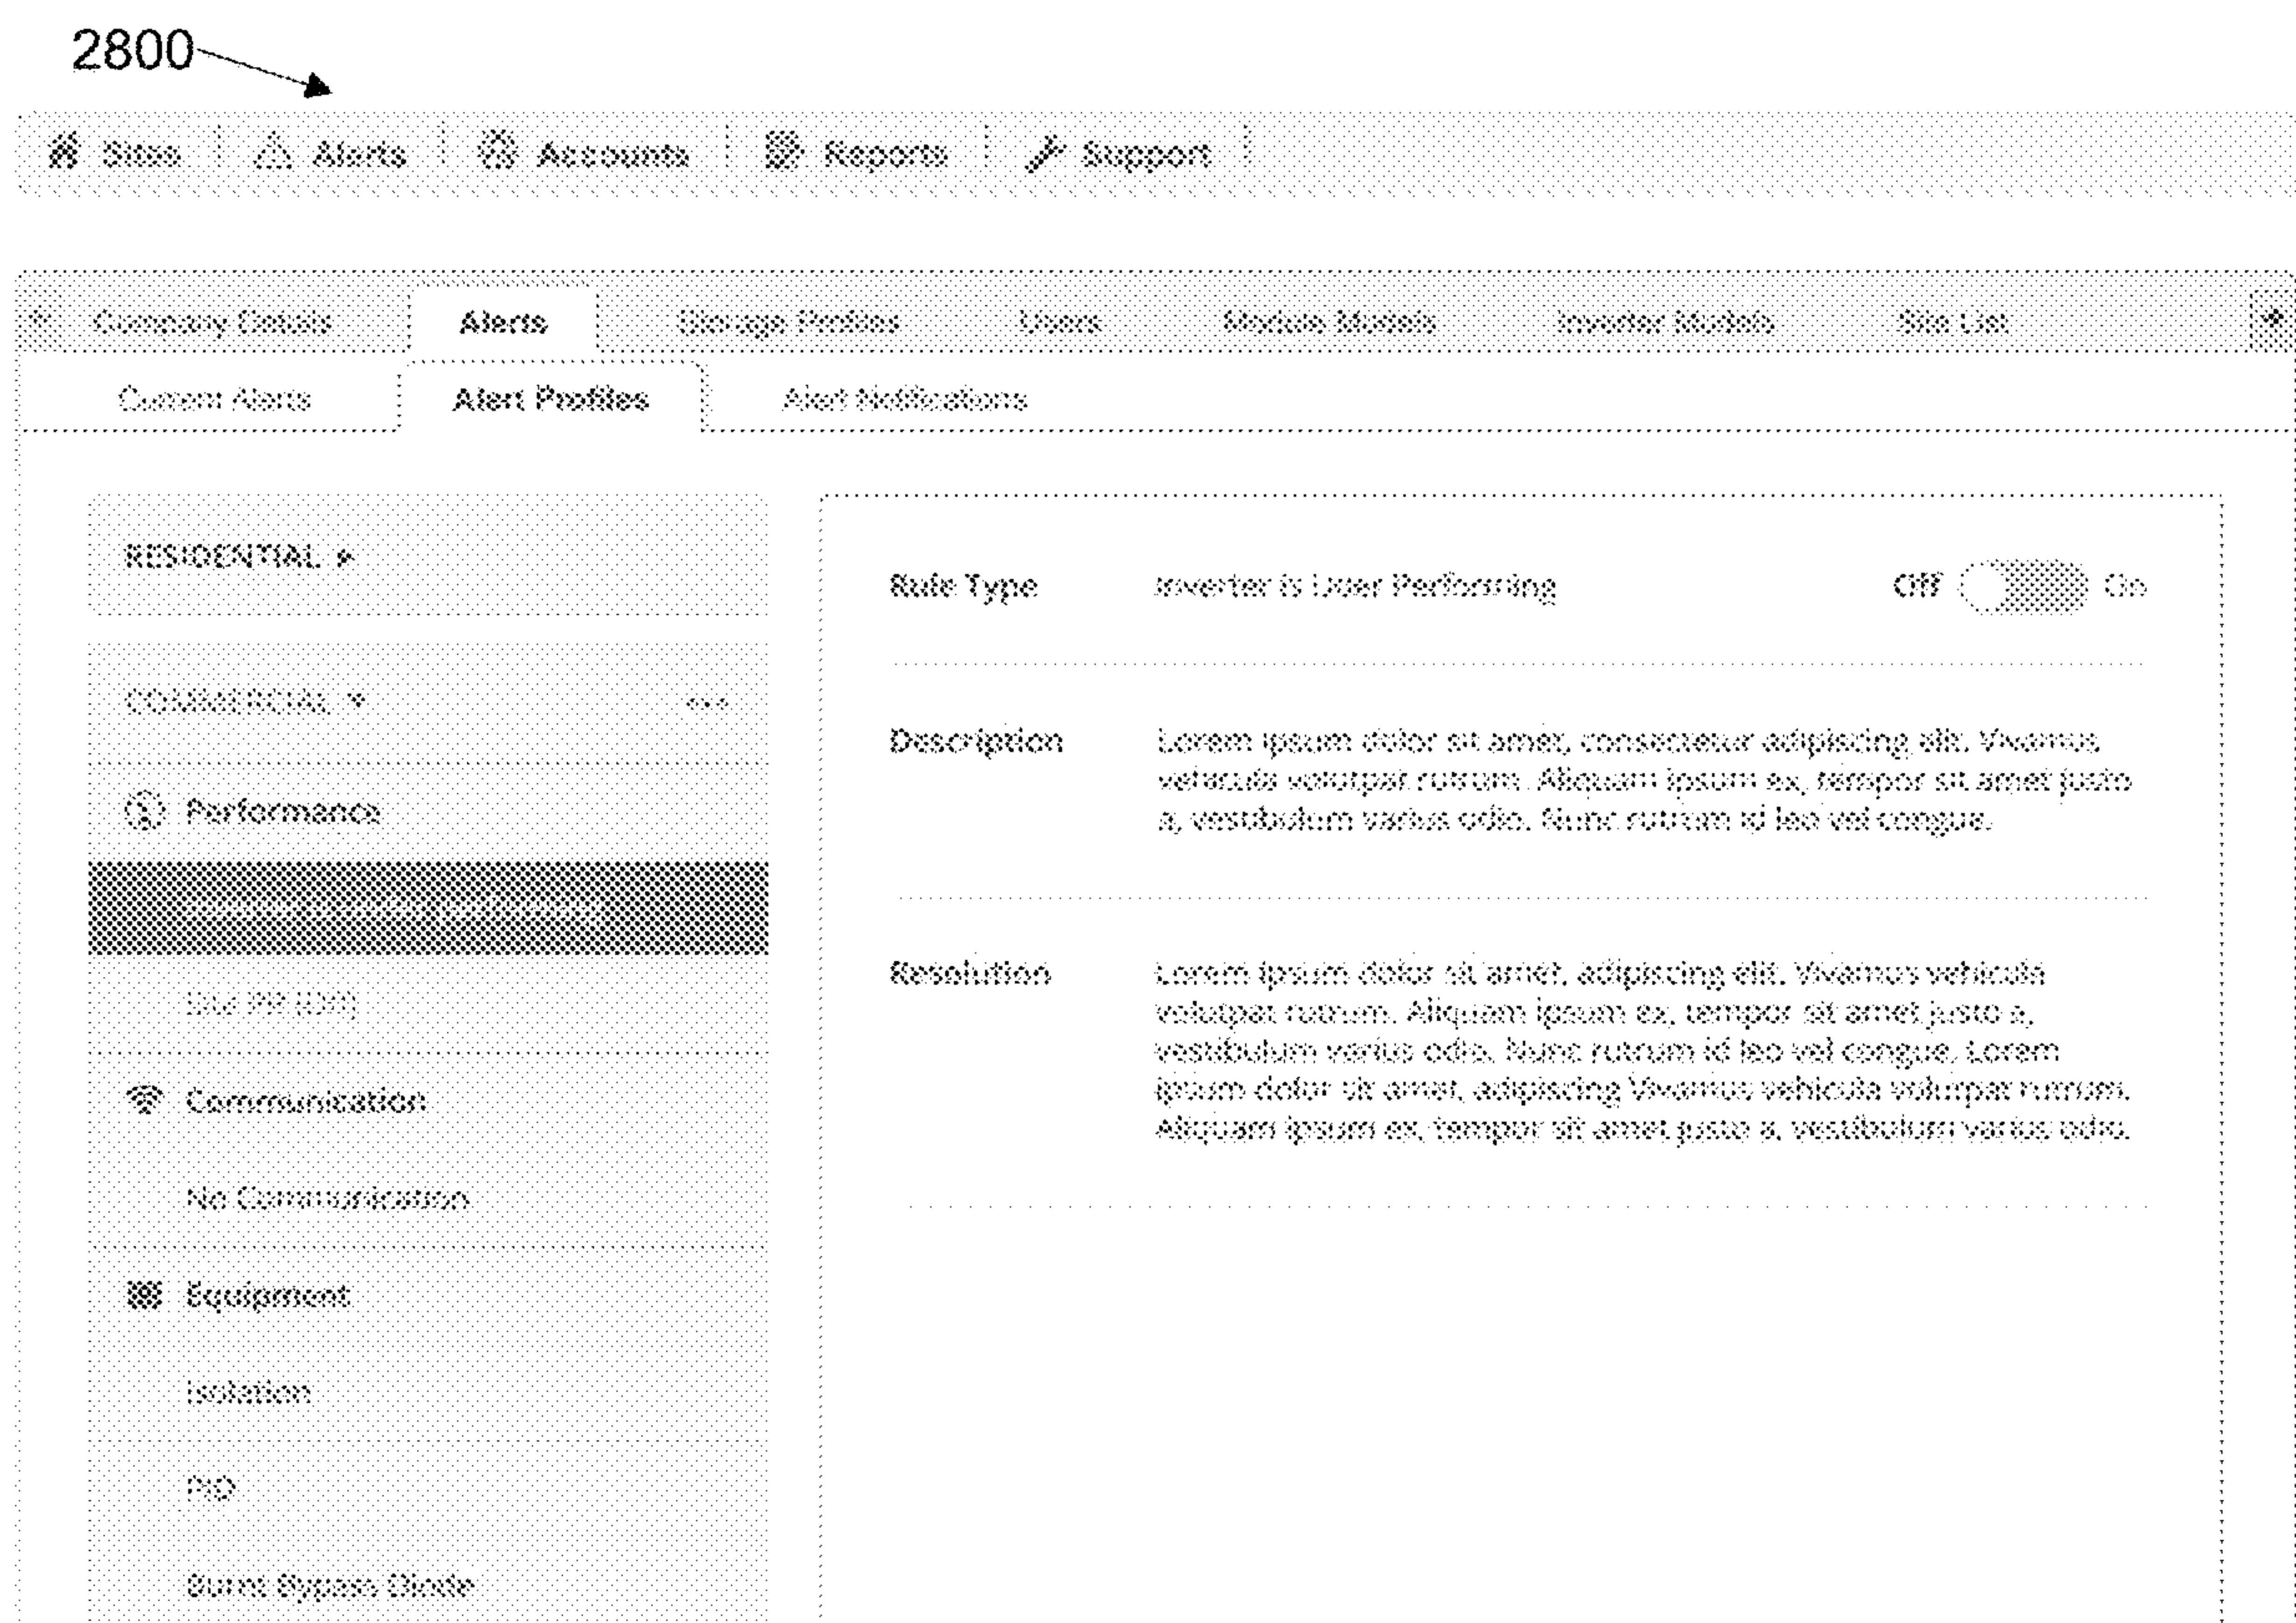 2800
Sites Alerts Accounts Reports Support
Company Details Alerts Storage Profiles Users Module Models Inverter Models Site List
Current Alerts Alert Profiles Alert Notifications
RESIDENTIAL
COMMERCIAL ...
Performance
Communication
No Communication
Equipment
Isolation
PID
Burnt Bypass Diode
Rule Type Inverter is Under Performing Off On
Description Lorem ipsum dolor sit amet, consectetur adipiscing elit. Vivamus
vehicula volutpat rutrum. Aliquam ipsum ex, tempor sit amet justo
a, vestibulum varius odio. Nunc rutrum id leo vel congue.
Resolution Lorem ipsum dolor sit amet, adipiscing elit. Vivamus vehicula
volutpat rutrum. Aliquam ipsum ex, tempor sit amet justo a,
vestibulum varius odio. Nunc rutrum id leo vel congue. Lorem
ipsum dolor sit amet, adipiscing Vivamus vehicula volutpat rutrum.
Aliquam ipsum ex, tempor sit amet justo a, vestibulum varius odio.